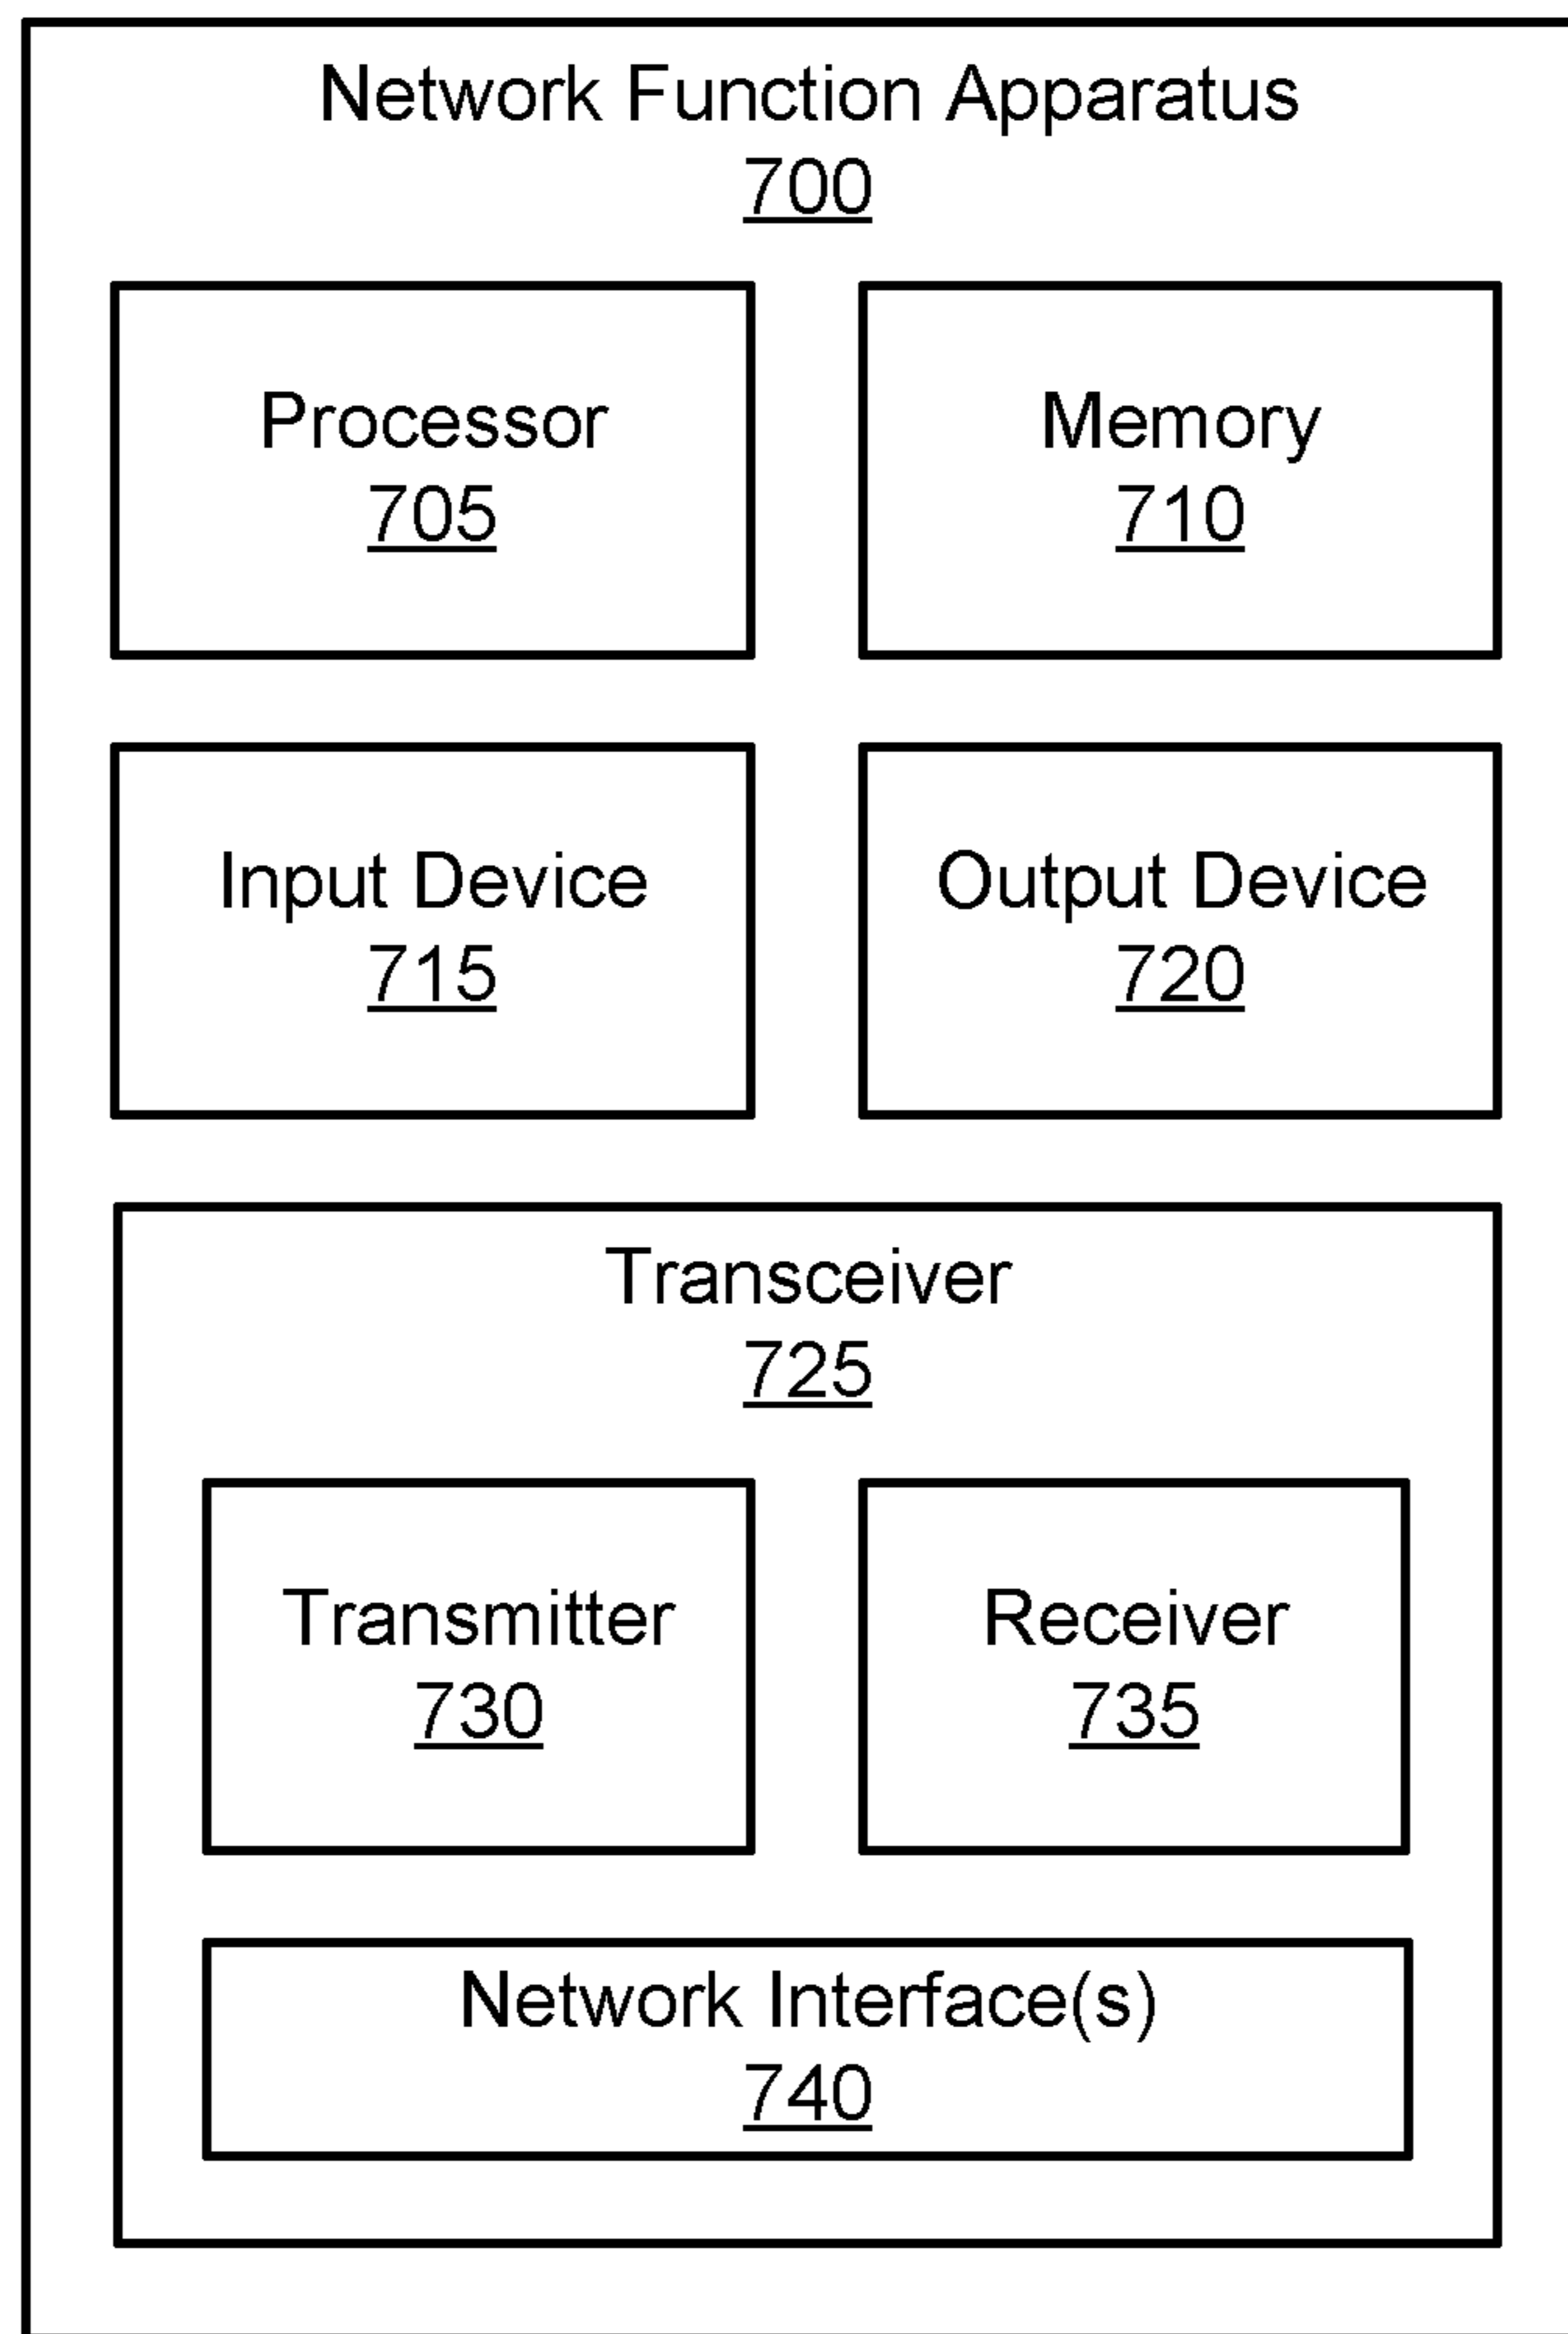 Network Function Apparatus
700
Processor
705
Memory
710
Input Device
715
Output Device
720
Transceiver
725
Transmitter
730
Receiver
735
Network Interface(s)
740